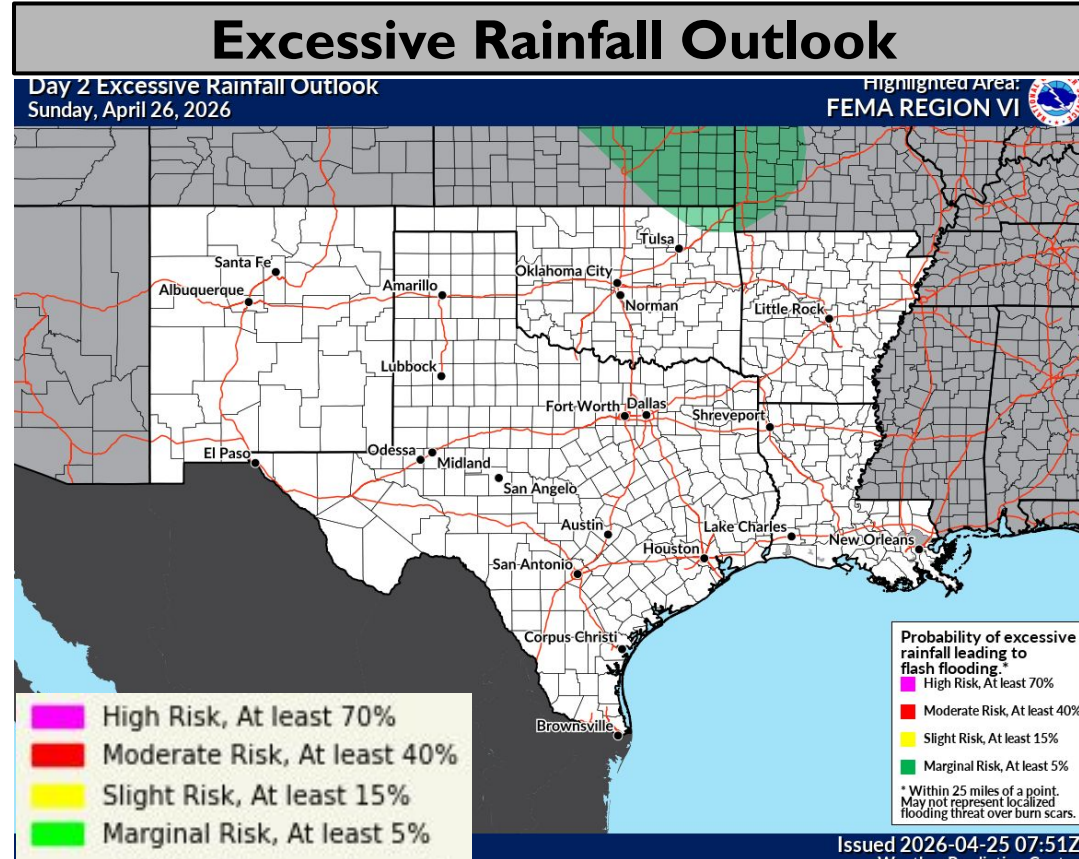 Excessive Rainfall Outlook
Day 2 Excessive Rainfall Outlook
Sunday, April 26, 2026
Highlighted Area:
FEMA REGION VI
Santa Fe
Albuquerque
Amarillo
Tulsa
Oklahoma City
Norman
Little Rock
Lubbock
Fort Worth
Dallas
Shreveport
El Paso
Odessa
Midland
San Angelo
Austin
Lake Charles
Houston
New Orleans
San Antonio
Corpus Christi
Brownsville
Probability of excessive
rainfall leading to
flash flooding.*
High Risk, At least 70%
Moderate Risk, At least 40%
Slight Risk, At least 15%
Marginal Risk, At least 5%
* Within 25 miles of a point.
May not represent localized
flooding threat over burn scars.
High Risk, At least 70%
Moderate Risk, At least 40%
Slight Risk, At least 15%
Marginal Risk, At least 5%
Issued 2026-04-25 07:51Z
Weather Prediction Center